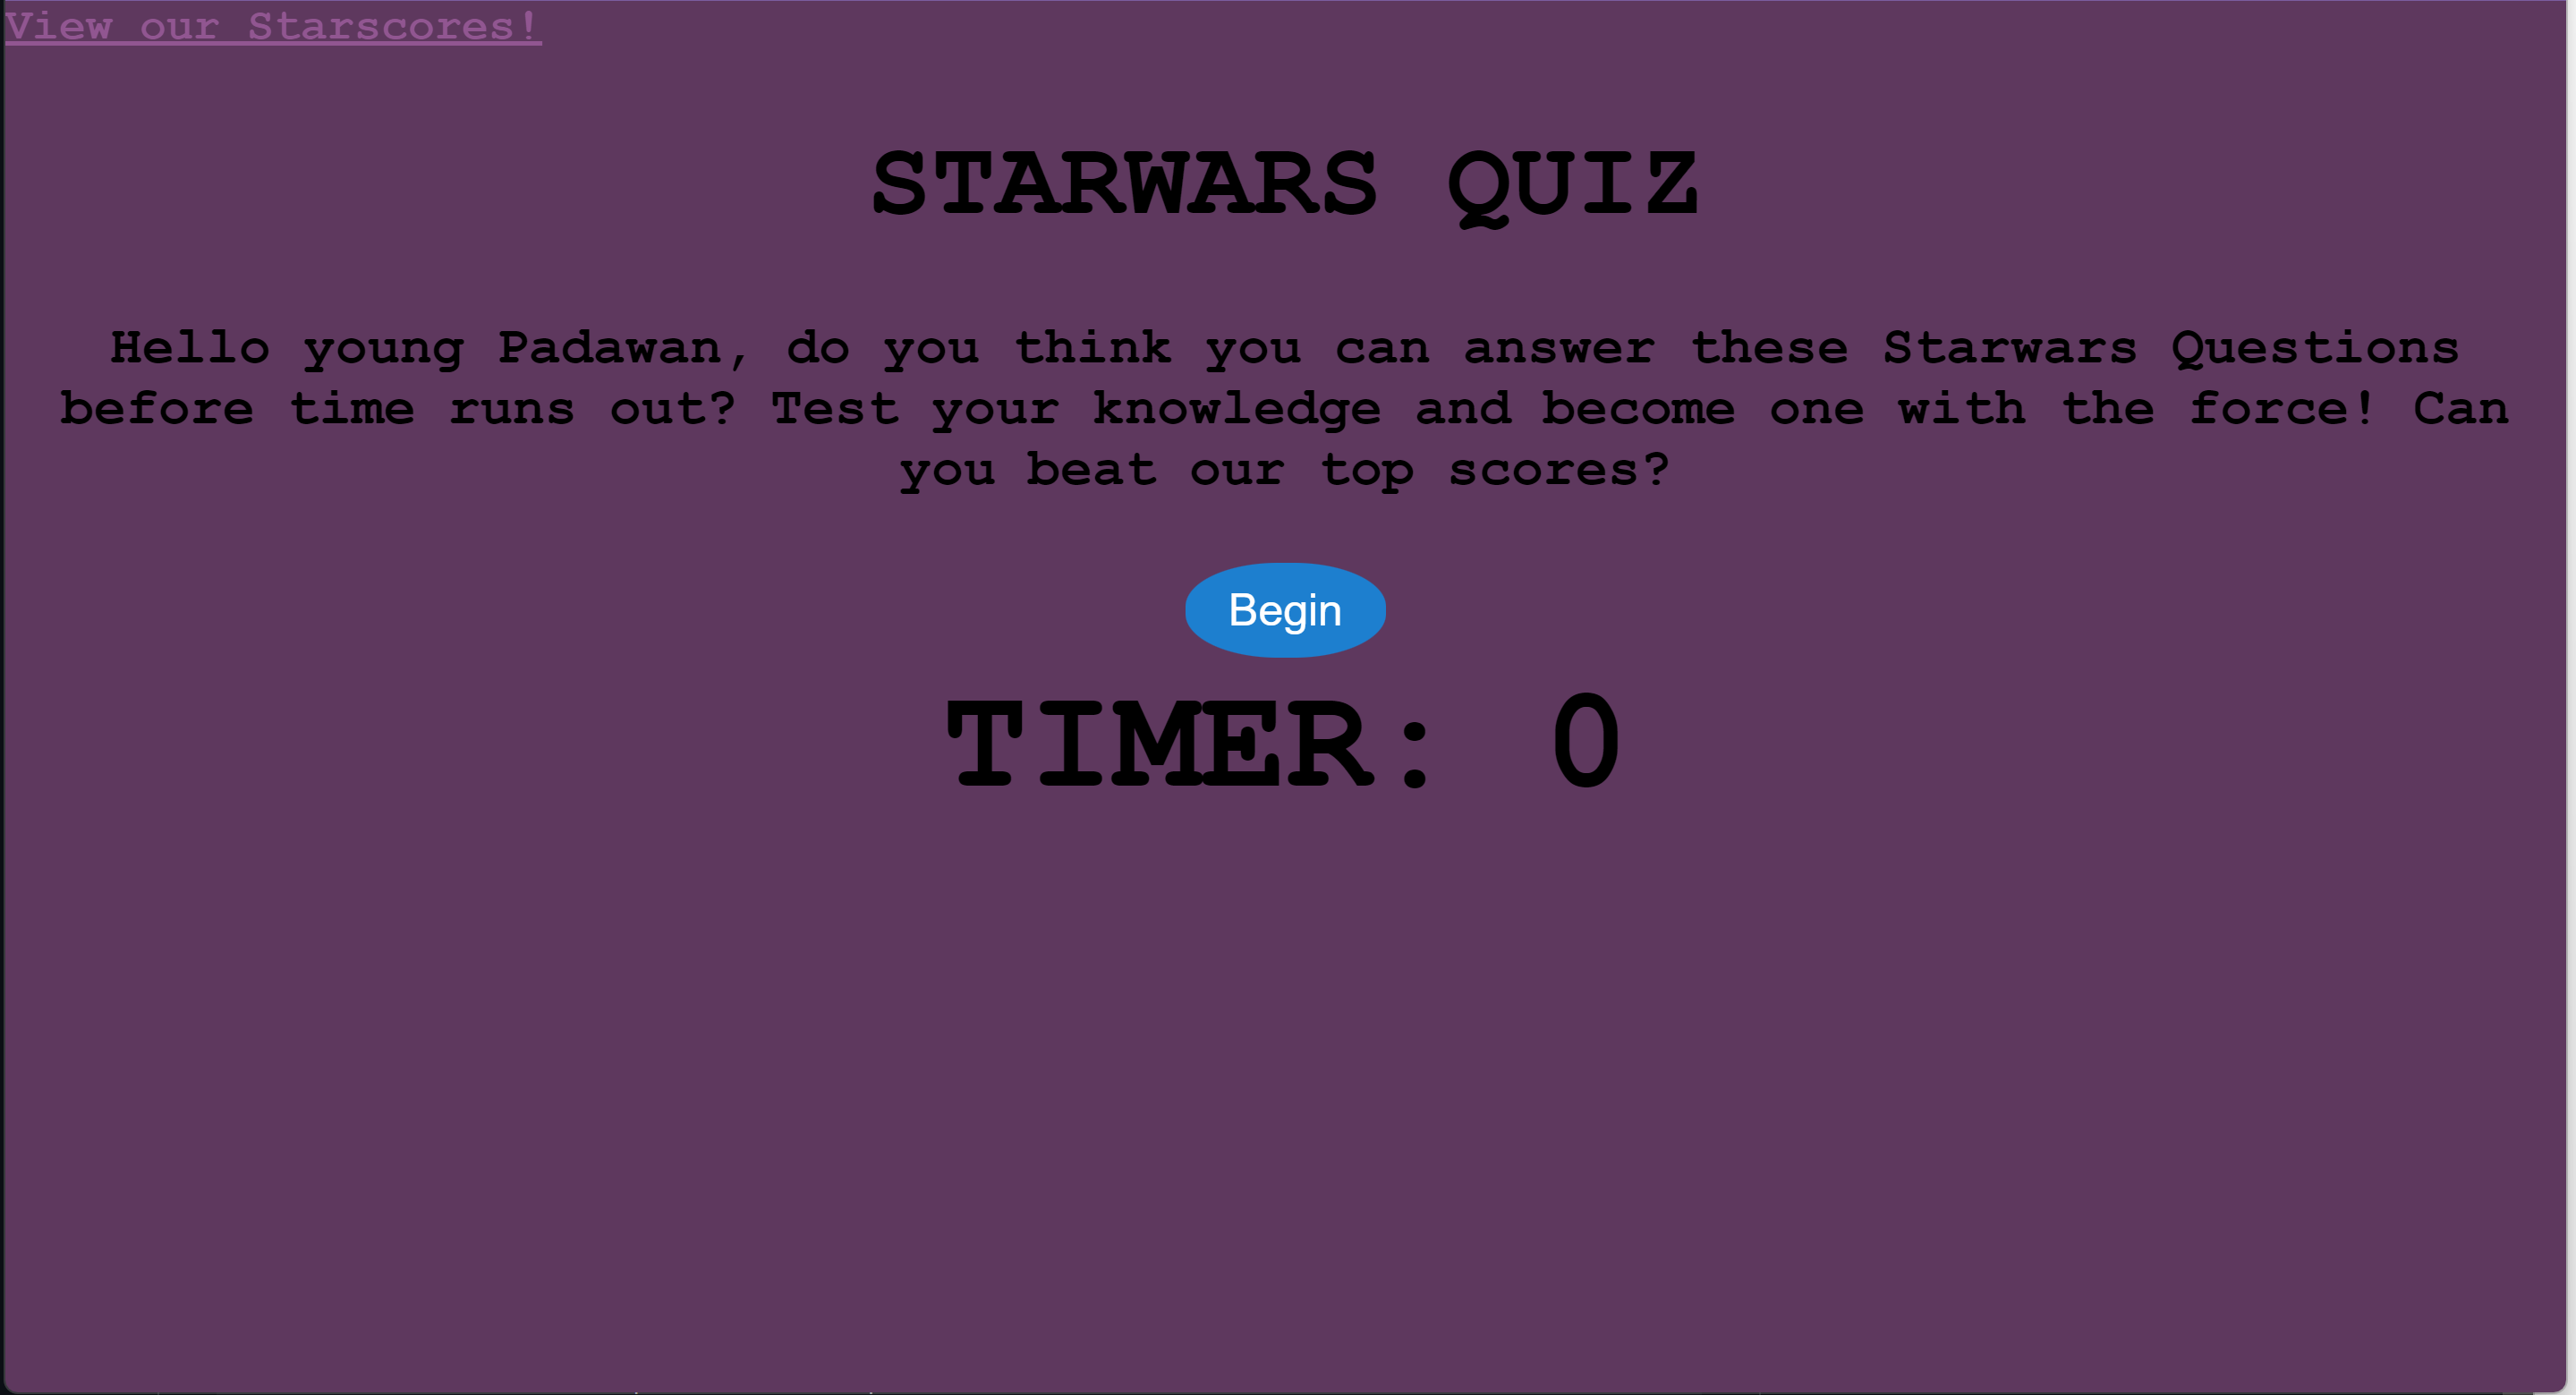 View our Starscores!
STARWARS QUIZ
Hello young Padawan, do you think you can answer these Starwars Questions
before time runs out? Test your knowledge and become one with the force! Can
you beat our top scores?
Begin
TIMER: 0